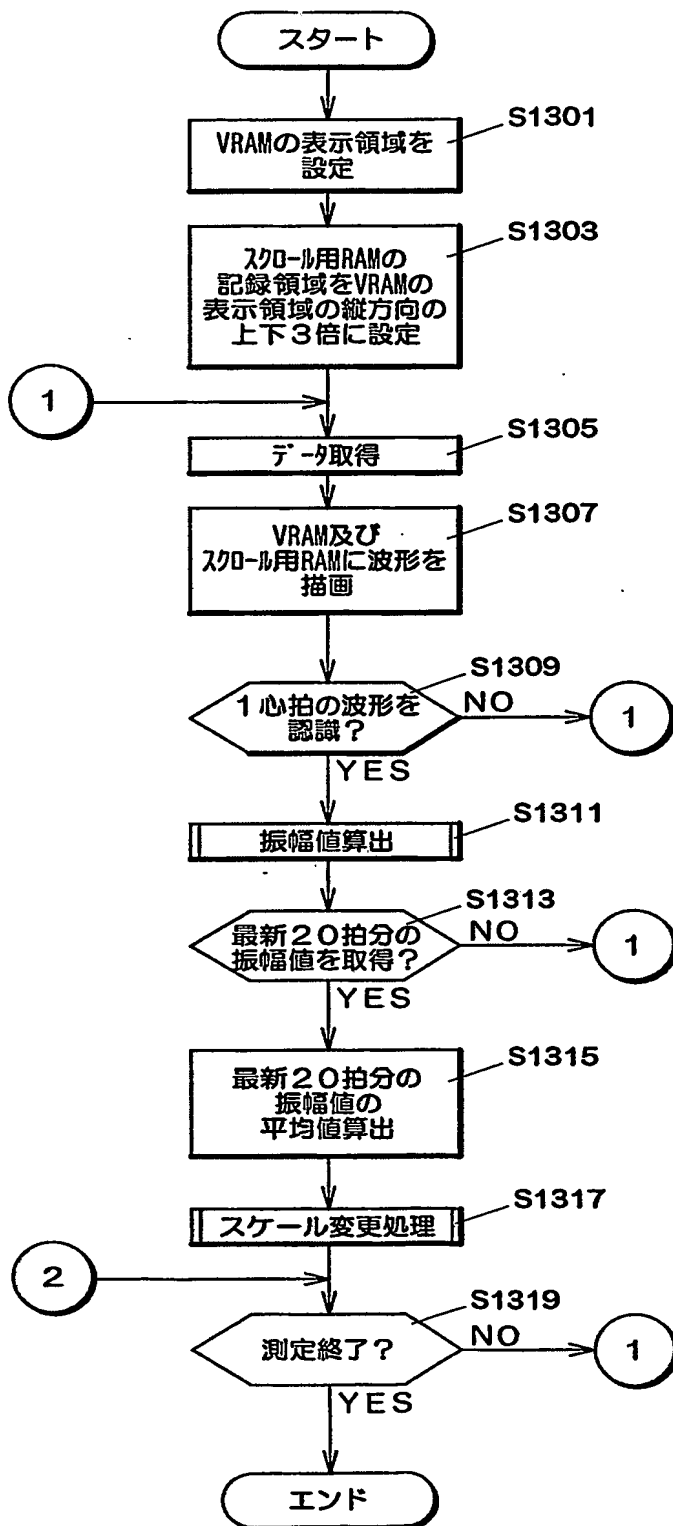 スタート
S1301
VRAMの表示領域を
設定
S1303
スクロール用RAMの
記録領域をVRAMの
表示領域の縦方向の
上下3倍に設定
1
S1305
データ取得
S1307
VRAM及び
スクロール用RAMに波形を
描画
S1309
1心拍の波形を
認識？
NO
1
YES
S1311
振幅値算出
S1313
最新20拍分の
振幅値を取得？
NO
1
YES
S1315
最新20拍分の
振幅値の
平均値算出
S1317
スケール変更処理
2
S1319
測定終了？
NO
1
YES
エンド